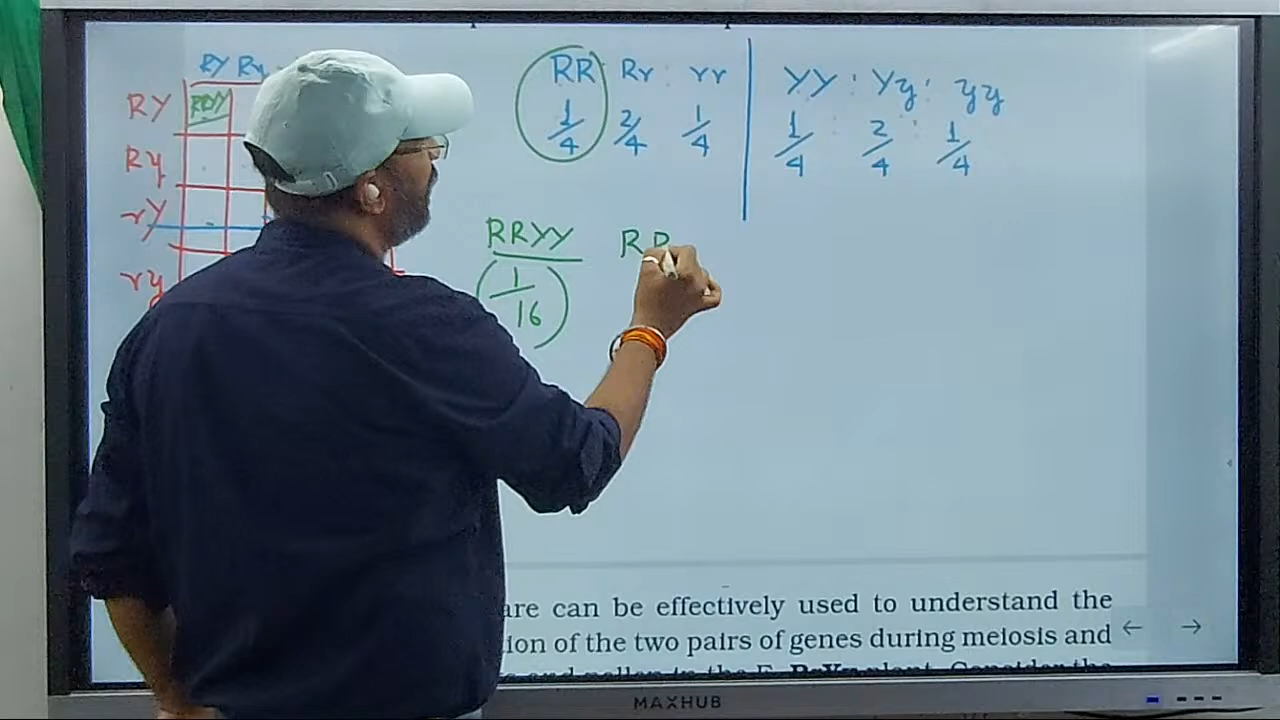 RY Ry
RY RRYY
Ry
rY
ry
RR Rr rr
1/4 2/4 1/4
YY : Yy : yy
1/4 : 2/4 : 1/4
RRYY RR
1/16
are can be effectively used to understand the
ion of the two pairs of genes during meiosis and
MAXHUB